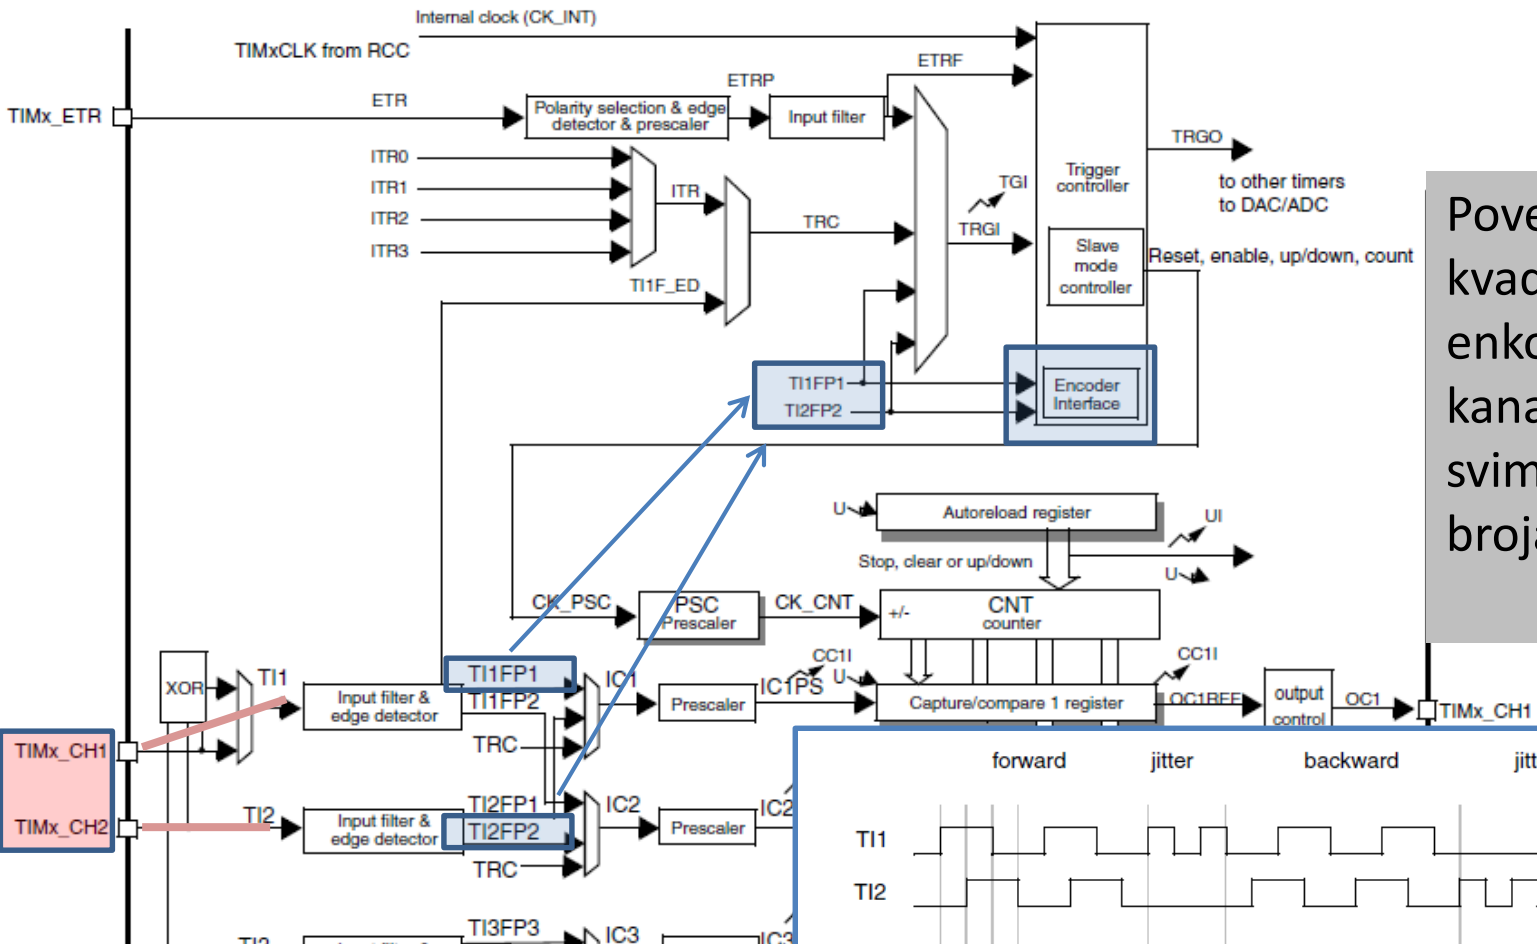 Internal clock (CK_INT)
TIMxCLK from RCC
ETRF
ETRP
ETR
TIMx_ETR
Polarity selection & edge
detector & prescaler
Input filter
TRGO
to other timers
to DAC/ADC
ITR0
ITR1
ITR2
ITR3
ITR
TRC
TGI
TRGI
Trigger
controller
Slave
mode
controller
Reset, enable, up/down, count
TI1F_ED
TI1FP1
TI2FP2
Encoder
Interface
kana
svim
U
Autoreload register
UI
Stop, clear or up/down
U
CK_PSC
PSC
Prescaler
CK_CNT
+/-
CNT
counter
XOR
TI1
Input filter &
edge detector
TI1FP1
TI1FP2
TRC
IC1
Prescaler
IC1PS
CC1I
U
Capture/compare 1 register
CC1I
OC1REF
output
control
OC1
TIMx_CH1
TIMx_CH1
TIMx_CH2
TI2
Input filter &
edge detector
TI2FP1
TI2FP2
TRC
IC2
Prescaler
IC2
TI3FP3
IC3
IC3
forward
jitter
backward
jitt
TI1
TI2